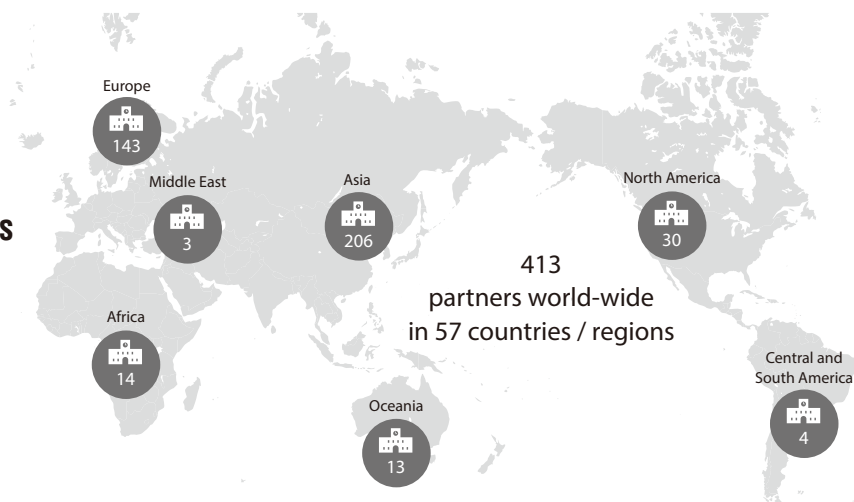 Europe
143
Middle East
3
Asia
206
North America
30
s
413
partners world-wide
in 57 countries / regions
Africa
14
Central and
South America
4
Oceania
13